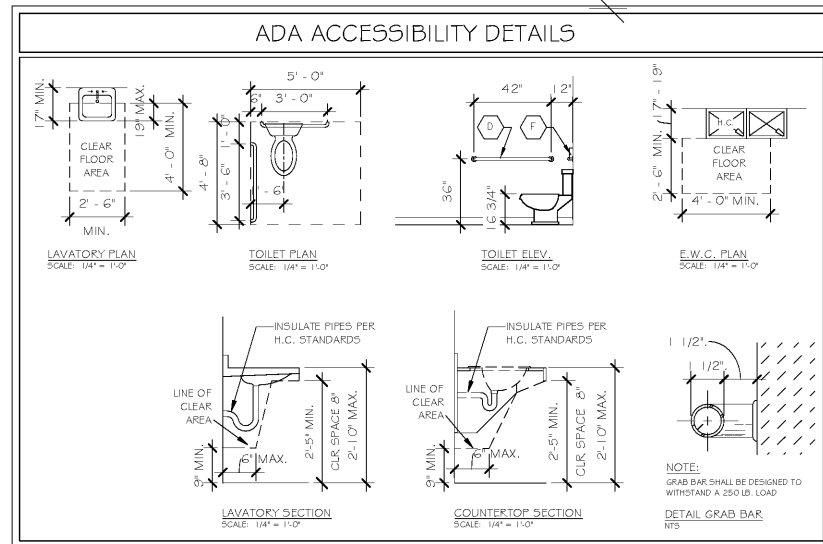 ADA ACCESSIBILITY DETAILS
17" MIN.
19" MAX.
4' - 0" MIN.
CLEAR
FLOOR
AREA
2' - 6"
MIN.
LAVATORY PLAN
SCALE: 1/4" = 1'-0"
5' - 0"
6" 3' - 0"
4' - 8"
3' - 6"
1' - 0"
- 6"
TOILET PLAN
SCALE: 1/4" = 1'-0"
42" 12"
D F
36"
16 3/4"
TOILET ELEV.
SCALE: 1/4" = 1'-0"
17" - 19"
2' - 6" MIN.
H.C.
CLEAR
FLOOR
AREA
4' - 0" MIN.
E.W.C. PLAN
SCALE: 1/4" = 1'-0"
INSULATE PIPES PER
H.C. STANDARDS
LINE OF
CLEAR
AREA
9" MIN.
6" MAX.
2'-5" MIN.
CLR SPACE 8"
2'-10" MAX.
LAVATORY SECTION
SCALE: 1/4" = 1'-0"
INSULATE PIPES PER
H.C. STANDARDS
LINE OF
CLEAR
AREA
9" MIN.
6" MAX.
2'-5" MIN.
CLR SPACE 8"
2'-10" MAX.
COUNTERTOP SECTION
SCALE: 1/4" = 1'-0"
1 1/2".
1 1/2".
NOTE:
GRAB BAR SHALL BE DESIGNED TO
WITHSTAND A 250 LB. LOAD
DETAIL GRAB BAR
NTS